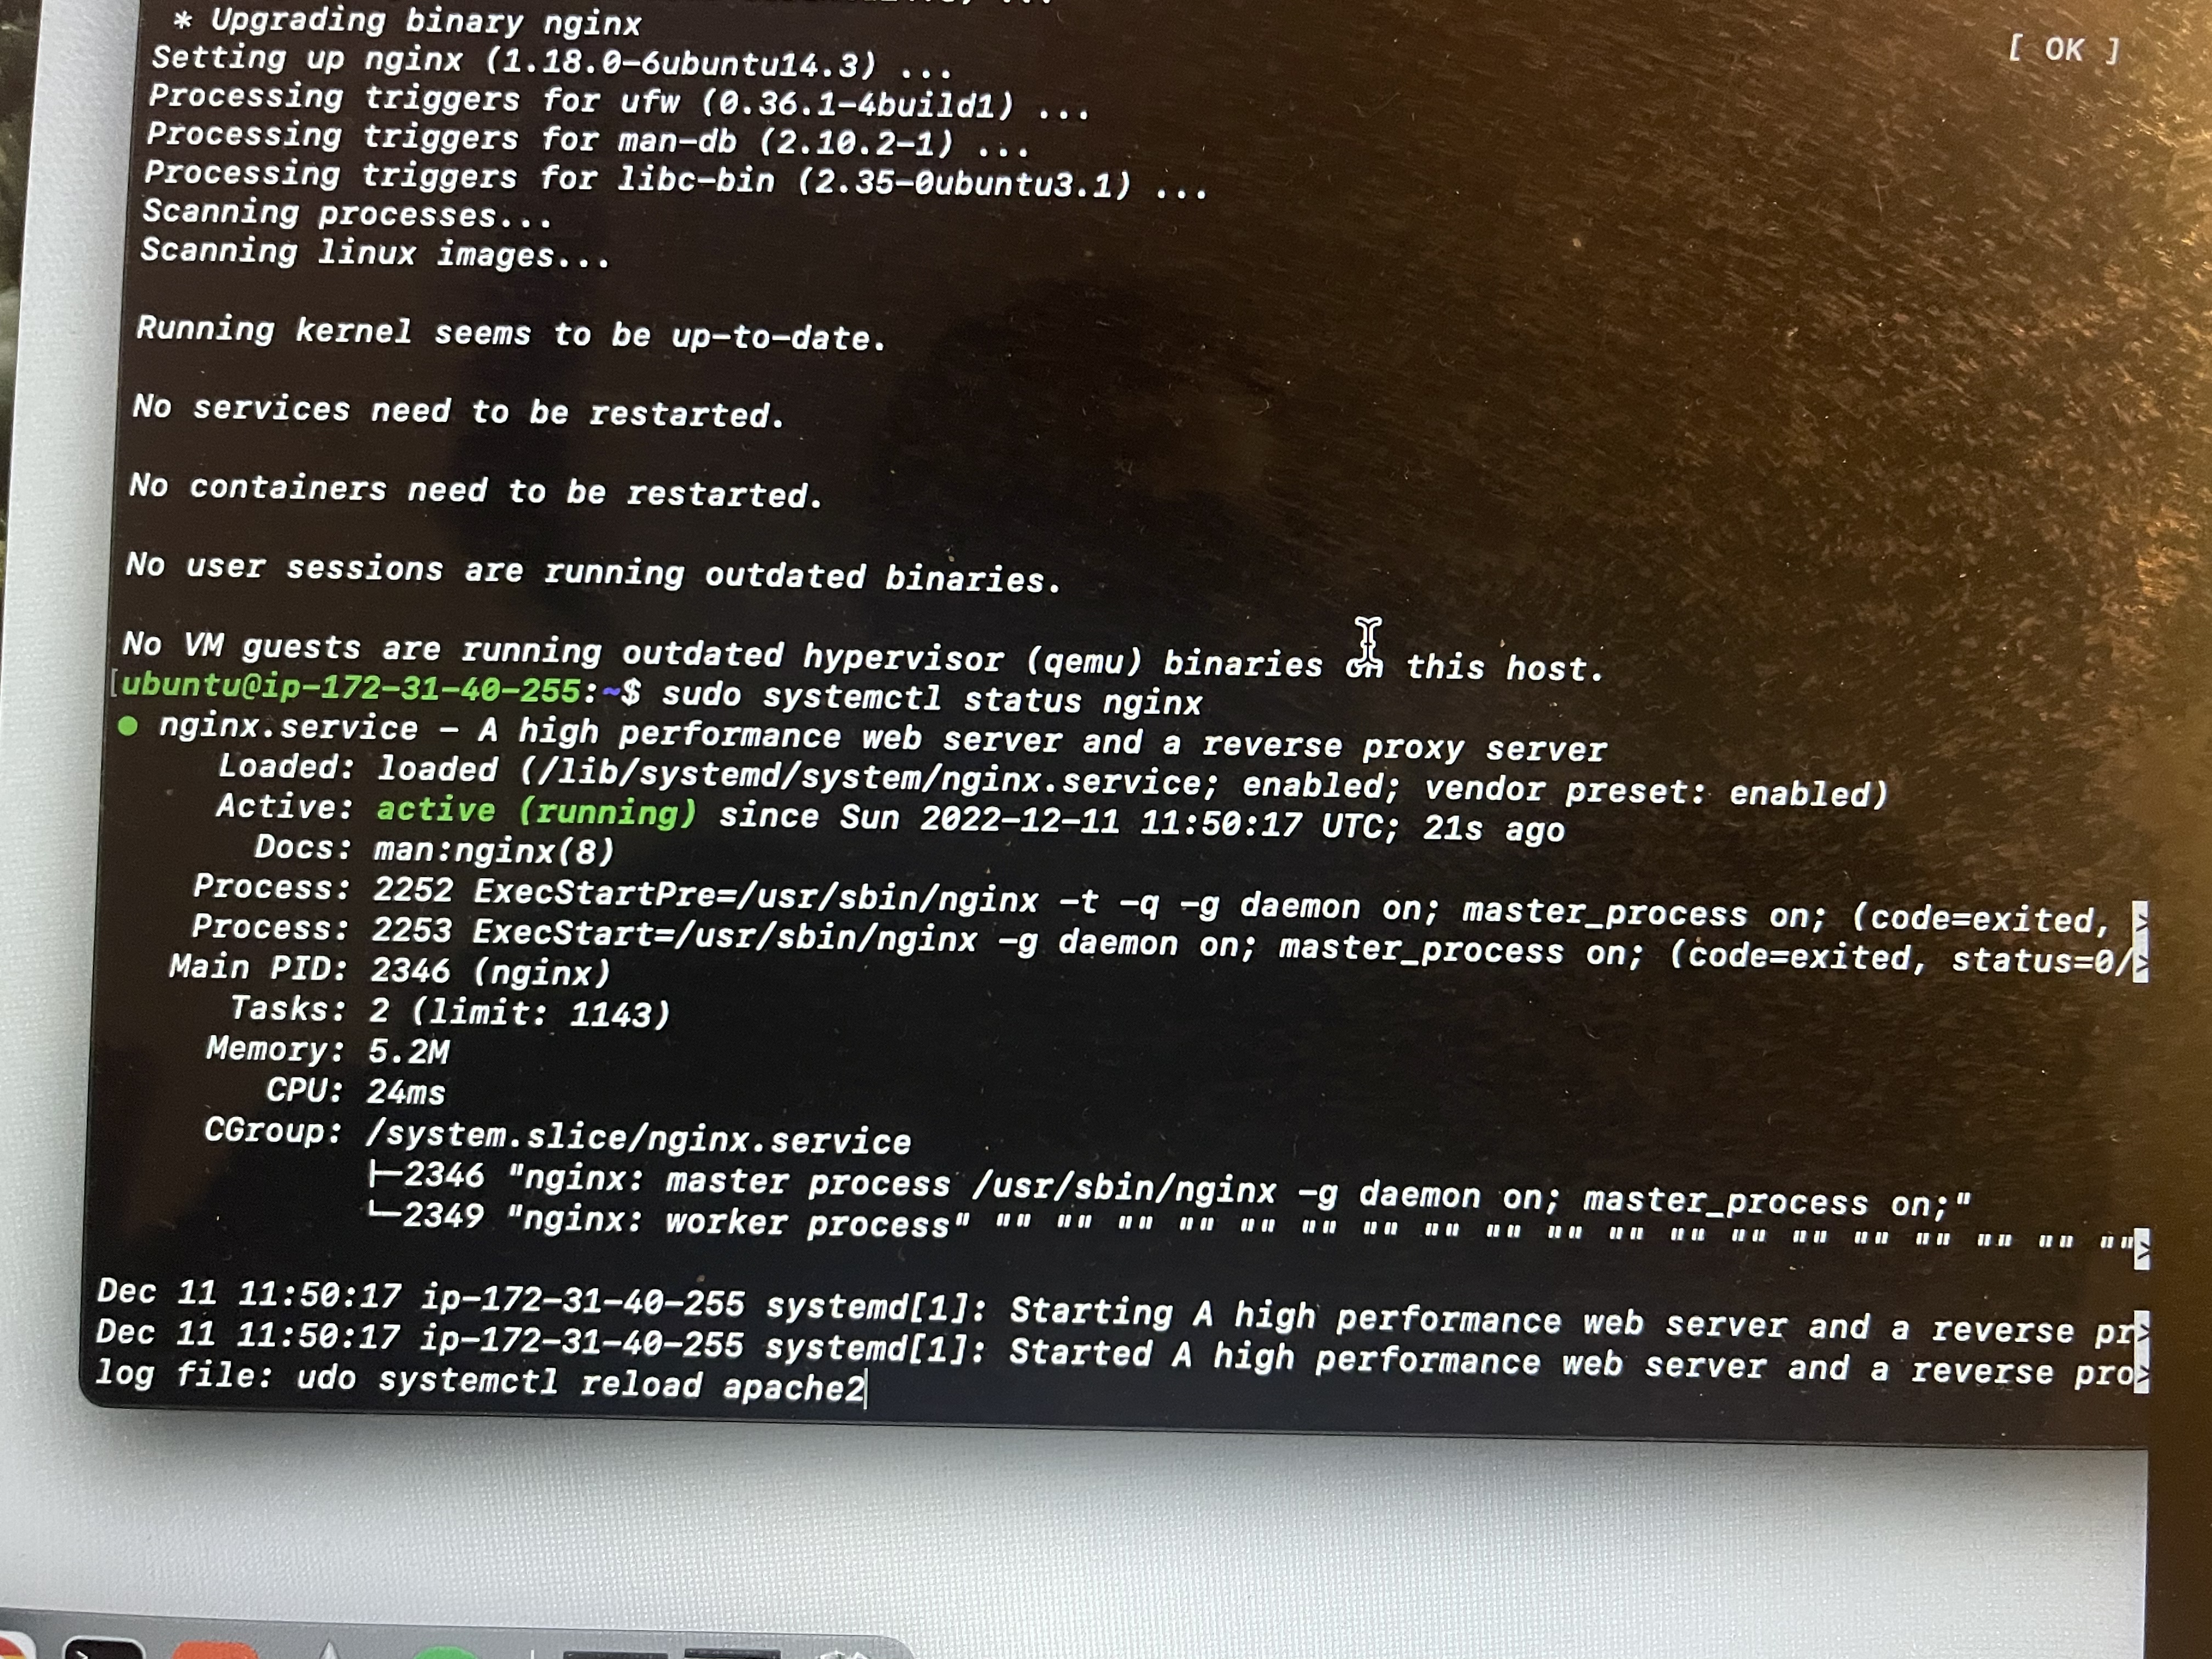 * Upgrading binary nginx
[ OK ]
Setting up nginx (1.18.0-6ubuntu14.3) ...
Processing triggers for ufw (0.36.1-4build1) ...
Processing triggers for man-db (2.10.2-1) ...
Processing triggers for libc-bin (2.35-0ubuntu3.1) ...
Scanning processes...
Scanning linux images...
Running kernel seems to be up-to-date.
No services need to be restarted.
No containers need to be restarted.
No user sessions are running outdated binaries.
No VM guests are running outdated hypervisor (qemu) binaries on this host.
[ubuntu@ip-172-31-40-255:~$ sudo systemctl status nginx
● nginx.service - A high performance web server and a reverse proxy server
Loaded: loaded (/lib/systemd/system/nginx.service; enabled; vendor preset: enabled)
Active: active (running) since Sun 2022-12-11 11:50:17 UTC; 21s ago
Docs: man:nginx(8)
Process: 2252 ExecStartPre=/usr/sbin/nginx -t -q -g daemon on; master_process on; (code=exited, >
Process: 2253 ExecStart=/usr/sbin/nginx -g daemon on; master_process on; (code=exited, status=0/>
Main PID: 2346 (nginx)
Tasks: 2 (limit: 1143)
Memory: 5.2M
CPU: 24ms
CGroup: /system.slice/nginx.service
├─2346 "nginx: master process /usr/sbin/nginx -g daemon on; master_process on;"
└─2349 "nginx: worker process" "" "" "" "" "" "" "" "" "" "" "" "" "" "" "" "" "" "" "">
Dec 11 11:50:17 ip-172-31-40-255 systemd[1]: Starting A high performance web server and a reverse pr>
Dec 11 11:50:17 ip-172-31-40-255 systemd[1]: Started A high performance web server and a reverse pro>
log file: udo systemctl reload apache2